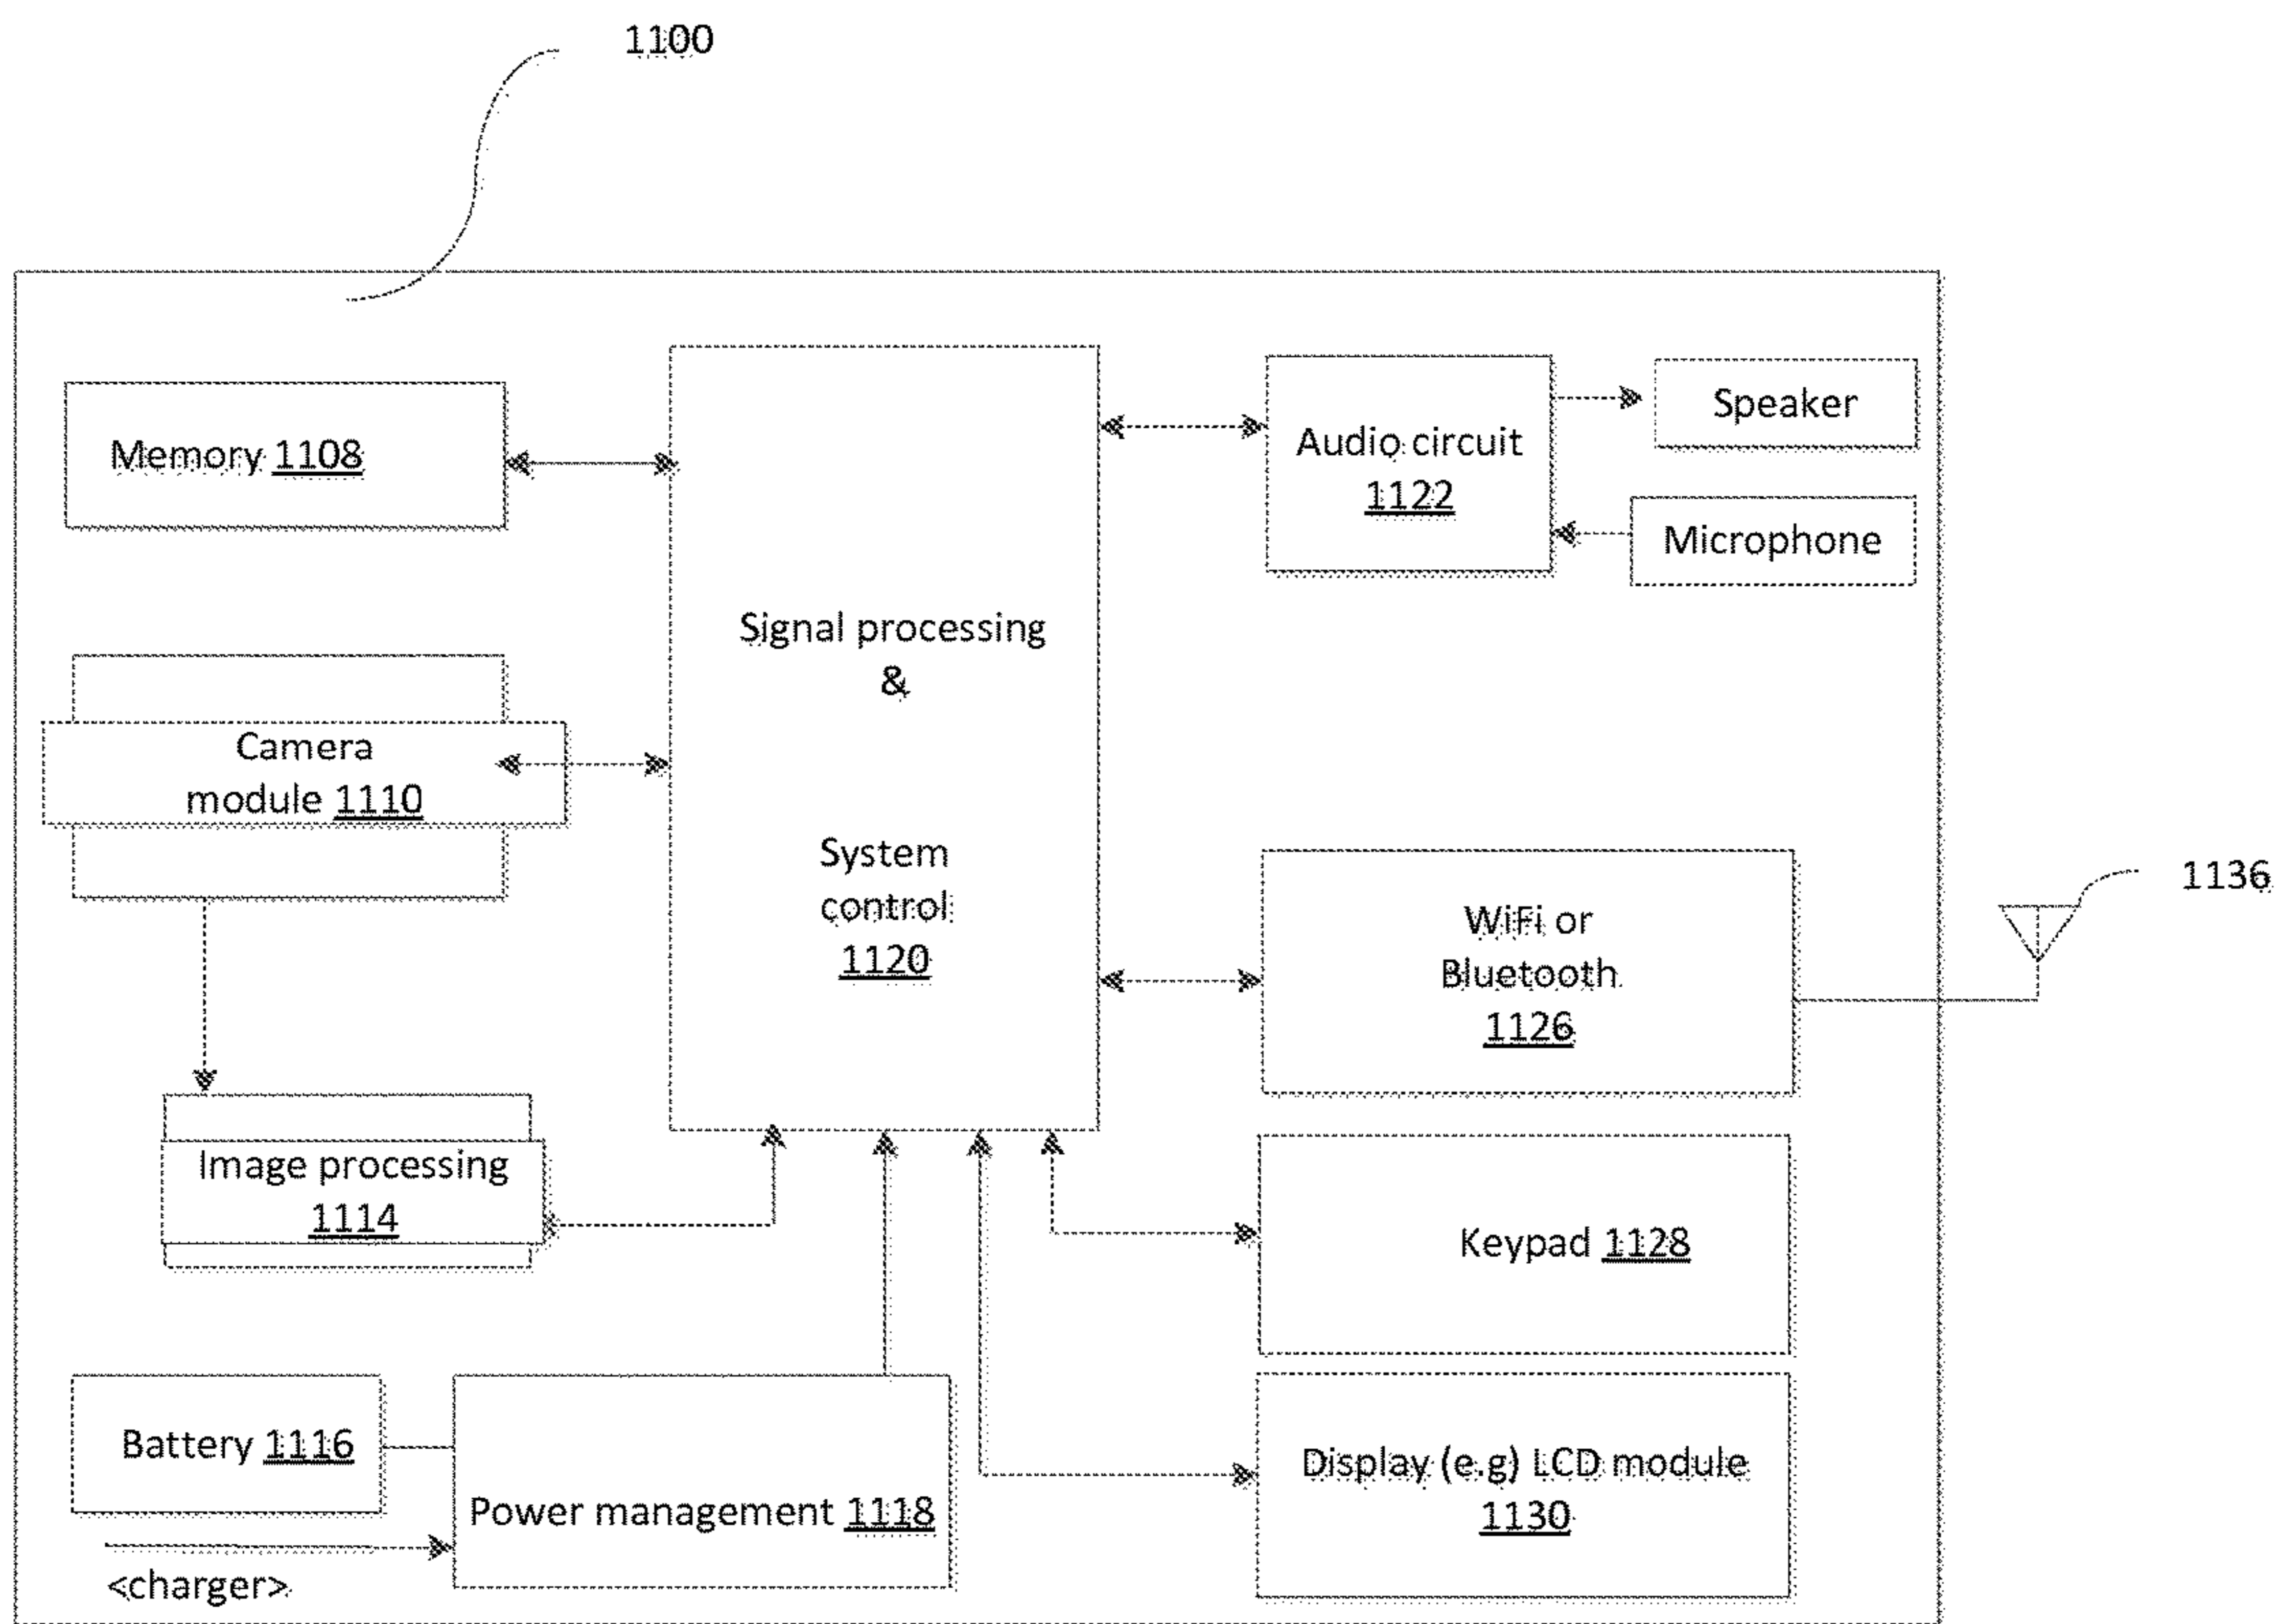 1100
Memory 1108
Signal processing
&
System
control
1120
Audio circuit
1122
Speaker
Microphone
Camera
module 1110
WiFi or
Bluetooth
1126
1136
Image processing
1114
Keypad 1128
Battery 1116
Power management 1118
<charger>
Display (e.g) LCD module
1130